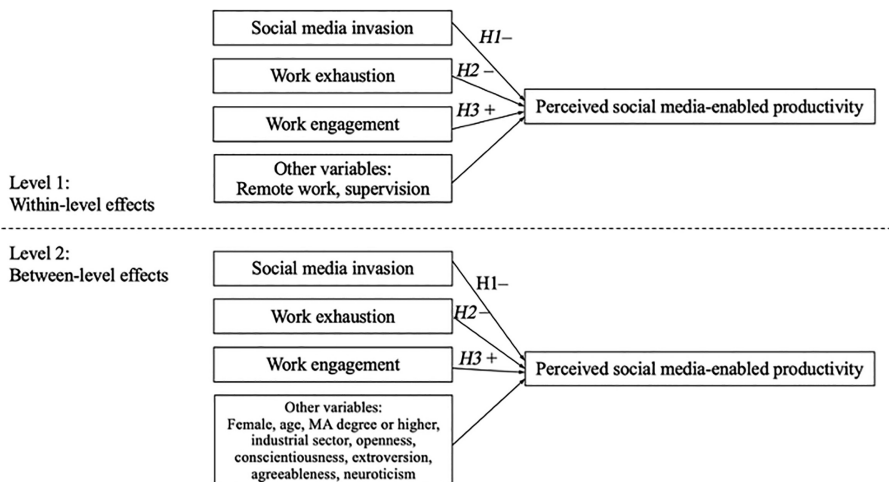 Social media invasion
H1–
Work exhaustion
H2 –
Perceived social media-enabled productivity
H3 +
Work engagement
Other variables:
Remote work, supervision
Level 1:
Within-level effects
Level 2:
Between-level effects
Social media invasion
H1–
Work exhaustion
H2–
Work engagement
H3 +
Perceived social media-enabled productivity
Other variables:
Female, age, MA degree or higher,
industrial sector, openness,
conscientiousness, extroversion,
agreeableness, neuroticism